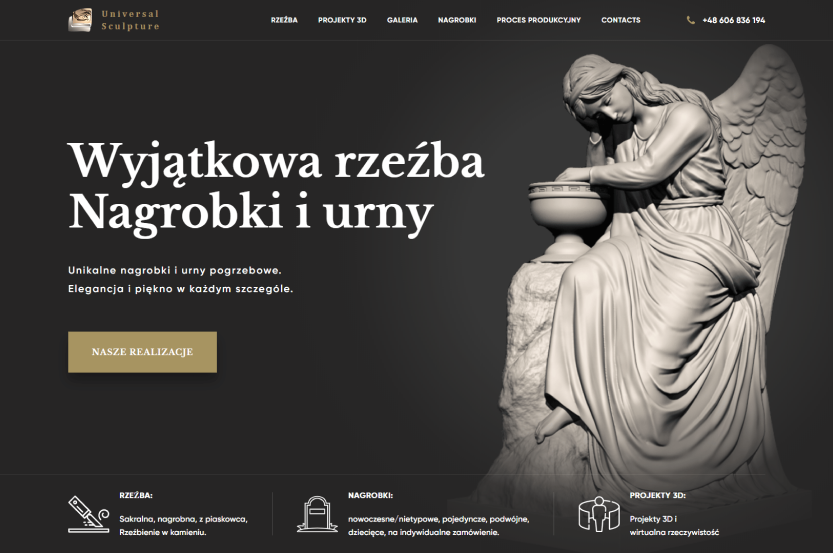 Universal
Sculpture
RZEŹBA PROJEKTY 3D GALERIA NAGROBKI PROCES PRODUKCYJNY CONTACTS +48 606 836 194
Wyjątkowa rzeźba
Nagrobki i urny
Unikalne nagrobki i urny pogrzebowe.
Elegancja i piękno w każdym szczególe.
NASZE REALIZACJE
RZEŹBA:
Sakralna, nagrobna, z piaskowca,
Rzeźbienie w kamieniu.
NAGROBKI:
nowoczesne/nietypowe, pojedyncze, podwójne,
dziecięce, na indywidualne zamówienie.
PROJEKTY 3D:
Projekty 3D i
wirtualna rzeczywistość